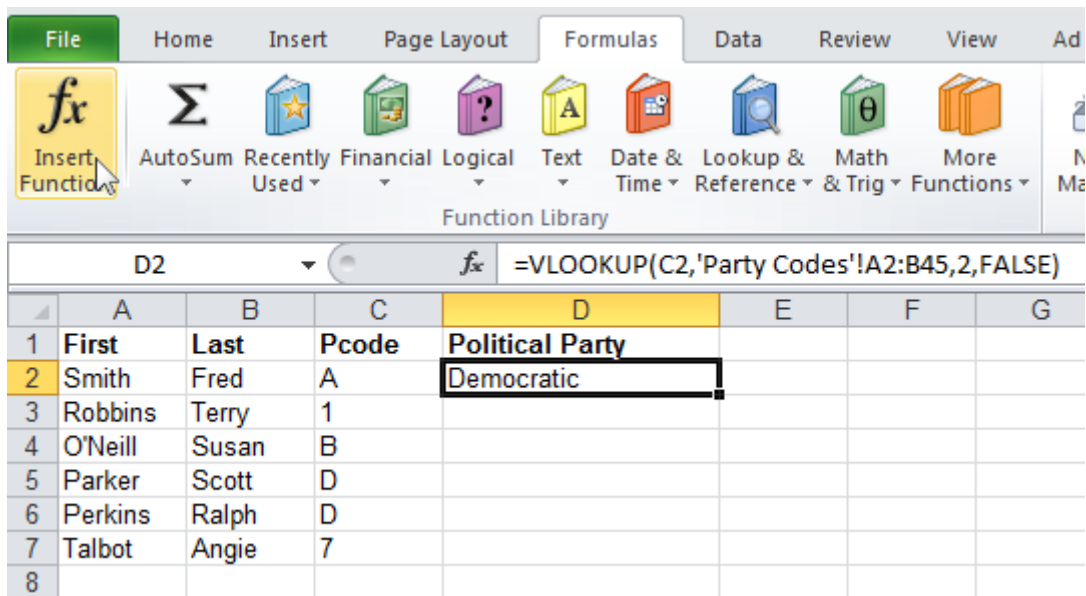 File Home Insert Page Layout Formulas Data Review View Ad
fx Σ ? A θ
Insert Function AutoSum Recently Used Financial Logical Text Date & Time Lookup & Reference Math & Trig More Functions
Function Library
D2 fx =VLOOKUP(C2,'Party Codes'!A2:B45,2,FALSE)
A B C D E F G
1 First Last Pcode Political Party
2 Smith Fred A Democratic
3 Robbins Terry 1
4 O'Neill Susan B
5 Parker Scott D
6 Perkins Ralph D
7 Talbot Angie 7
8